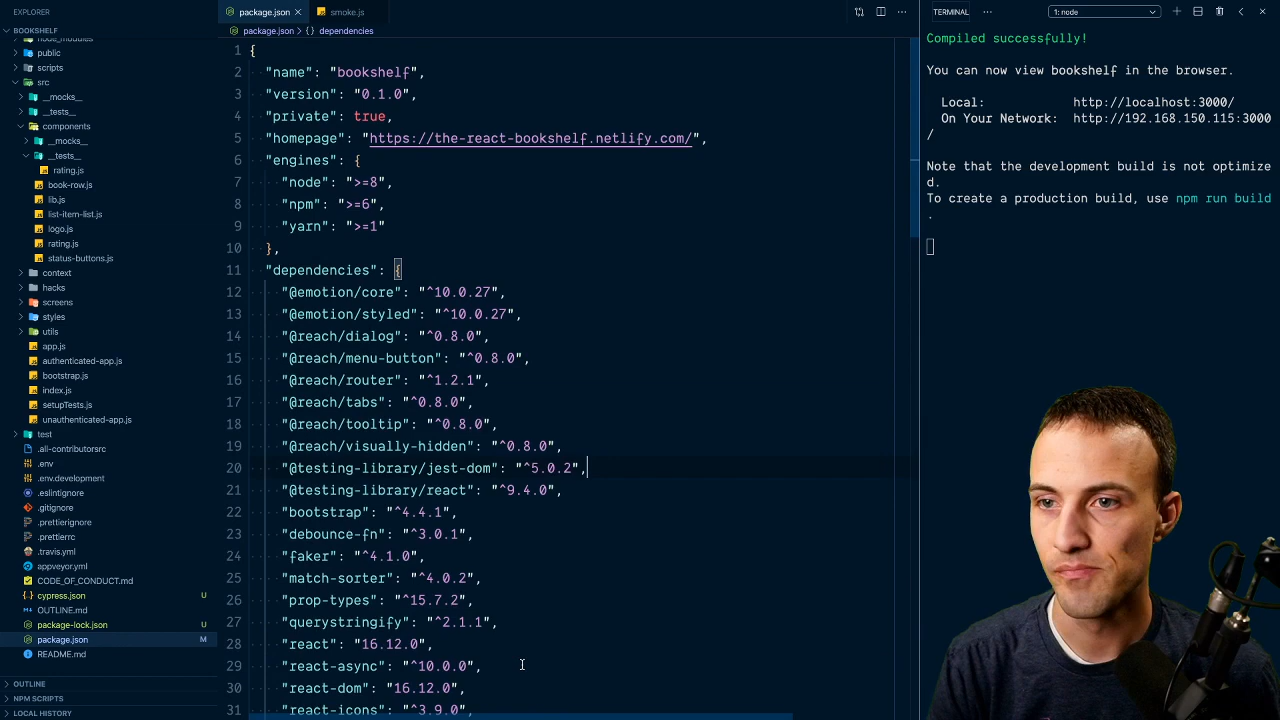 EXPLORER
BOOKSHELF
node_modules
public
scripts
src
__mocks__
__tests__
components
__mocks__
__tests__
rating.js
book-row.js
lib.js
list-item-list.js
logo.js
rating.js
status-buttons.js
context
hacks
screens
styles
utils
app.js
authenticated-app.js
bootstrap.js
index.js
setupTests.js
unauthenticated-app.js
test
.all-contributorsrc
.env
.env.development
.eslintignore
.gitignore
.prettierignore
.prettierrc
.travis.yml
appveyor.yml
CODE_OF_CONDUCT.md
cypress.json U
OUTLINE.md
package-lock.json U
package.json M
README.md
OUTLINE
NPM SCRIPTS
LOCAL HISTORY
package.json smoke.js
package.json › {} dependencies
1 {
2 "name": "bookshelf",
3 "version": "0.1.0",
4 "private": true,
5 "homepage": "https://the-react-bookshelf.netlify.com/",
6 "engines": {
7 "node": ">=8",
8 "npm": ">=6",
9 "yarn": ">=1"
10 },
11 "dependencies": {
12 "@emotion/core": "^10.0.27",
13 "@emotion/styled": "^10.0.27",
14 "@reach/dialog": "^0.8.0",
15 "@reach/menu-button": "^0.8.0",
16 "@reach/router": "^1.2.1",
17 "@reach/tabs": "^0.8.0",
18 "@reach/tooltip": "^0.8.0",
19 "@reach/visually-hidden": "^0.8.0",
20 "@testing-library/jest-dom": "^5.0.2",
21 "@testing-library/react": "^9.4.0",
22 "bootstrap": "^4.4.1",
23 "debounce-fn": "^3.0.1",
24 "faker": "^4.1.0",
25 "match-sorter": "^4.0.2",
26 "prop-types": "^15.7.2",
27 "querystringify": "^2.1.1",
28 "react": "16.12.0",
29 "react-async": "^10.0.0",
30 "react-dom": "16.12.0",
31 "react-icons": "^3.9.0",
TERMINAL 1: node
Compiled successfully!
You can now view bookshelf in the browser.
Local: http://localhost:3000/
On Your Network: http://192.168.150.115:3000
/
Note that the development build is not optimize
d.
To create a production build, use npm run build
.